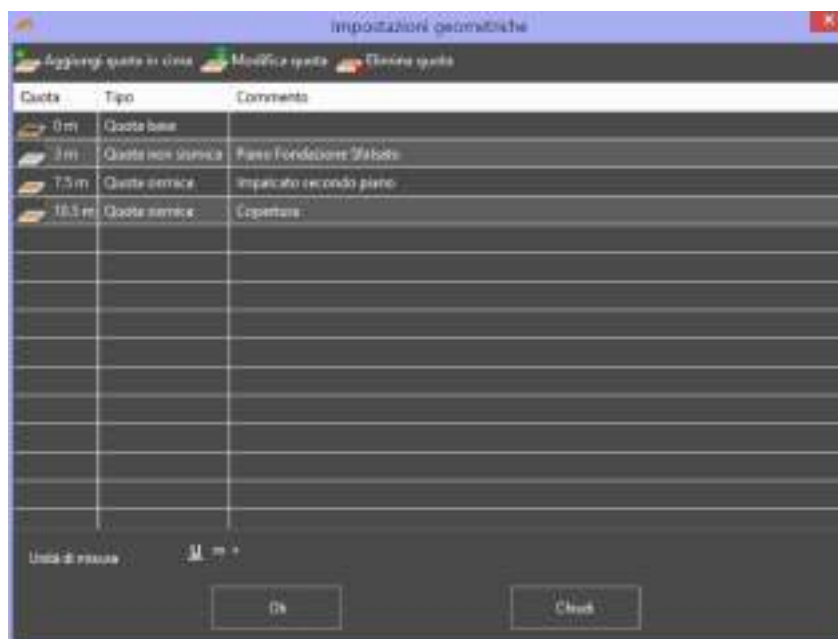 Impostazioni geometriche
Aggiungi quota in cima Modifica quota Elimina quota
Quota Tipo Commento
0 m Quota base
3 m Quota non sismica Piano Fondazione Sfalsato
7.5 m Quota sismica Impalcato secondo piano
10.5 m Quota sismica Copertura
Unità di misura m
Ok Chiudi